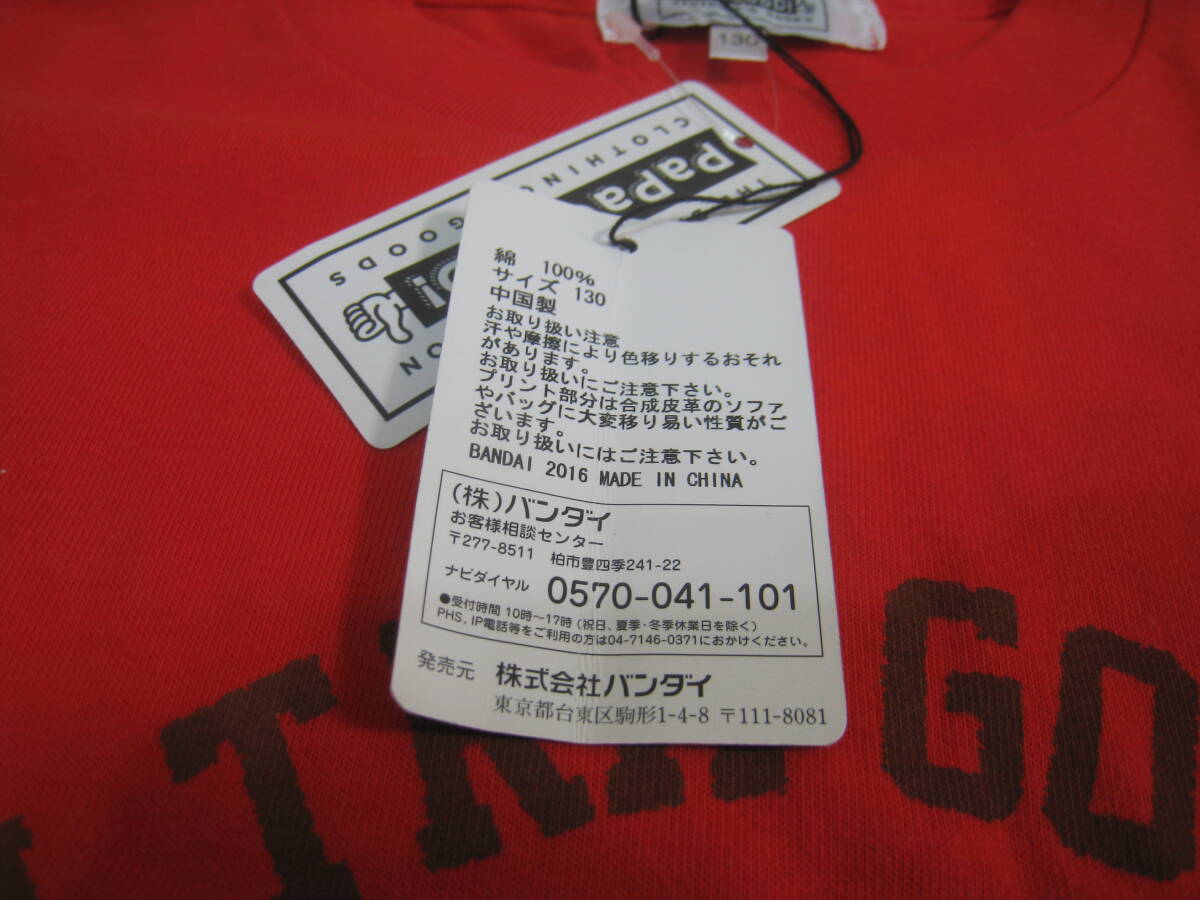 130
THE
PaPa
CLOTHING
GOODS
綿 100%
サイズ 130
中国製
お取り扱い注意
汗や摩擦により色移りするおそれ
があります。
お取り扱いにご注意下さい。
プリント部分は合成皮革のソファ
やバッグに大変移り易い性質がご
ざいます。
お取り扱いにはご注意下さい。
BANDAI 2016 MADE IN CHINA
(株)バンダイ
お客様相談センター
〒277-8511 柏市豊四季241-22
ナビダイヤル 0570-041-101
●受付時間 10時～17時(祝日、夏季・冬季休業日を除く)
PHS、IP電話等をご利用の方は04-7146-0371におかけください。
発売元 株式会社バンダイ
東京都台東区駒形1-4-8 〒111-8081
GO